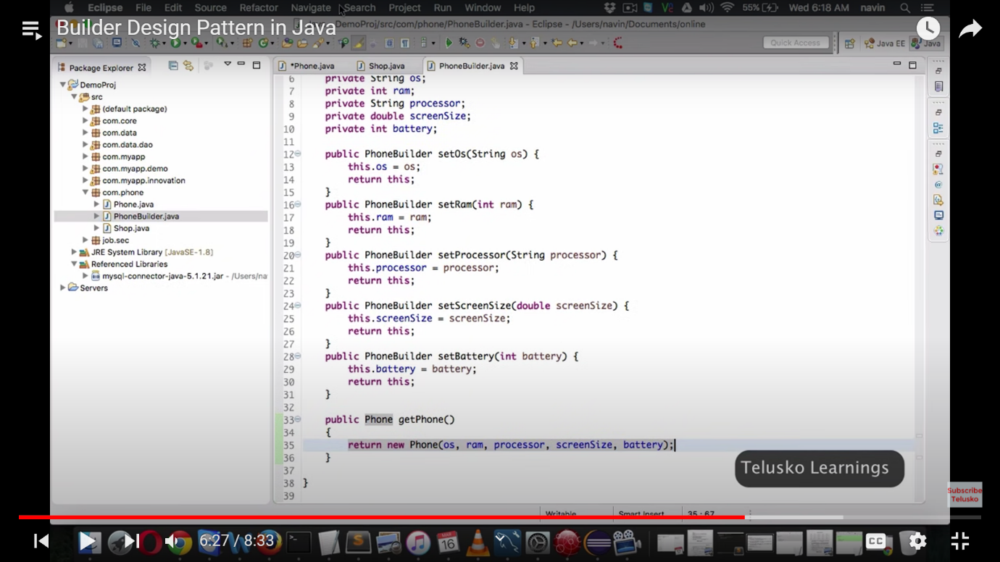 Eclipse File Edit Source Refactor Navigate Search Project Run Window Help 55% Wed 6:18 AM navin
Builder Design Pattern in Java
DemoProj/src/com/phone/PhoneBuilder.java - Eclipse - /Users/navin/Documents/online
Quick Access Java EE Java
Package Explorer
*Phone.java Shop.java PhoneBuilder.java
DemoProj
src
(default package)
com.core
com.data
com.data.dao
com.myapp
com.myapp.demo
com.myapp.innovation
com.phone
Phone.java
PhoneBuilder.java
Shop.java
job.sec
JRE System Library [JavaSE-1.8]
Referenced Libraries
mysql-connector-java-5.1.21.jar - /Users/na
Servers
6 private String os;
7 private int ram;
8 private String processor;
9 private double screenSize;
10 private int battery;
11
12 public PhoneBuilder setOs(String os) {
13 this.os = os;
14 return this;
15 }
16 public PhoneBuilder setRam(int ram) {
17 this.ram = ram;
18 return this;
19 }
20 public PhoneBuilder setProcessor(String processor) {
21 this.processor = processor;
22 return this;
23 }
24 public PhoneBuilder setScreenSize(double screenSize) {
25 this.screenSize = screenSize;
26 return this;
27 }
28 public PhoneBuilder setBattery(int battery) {
29 this.battery = battery;
30 return this;
31 }
32
33 public Phone getPhone()
34 {
35 return new Phone(os, ram, processor, screenSize, battery);
36 }
37
38 }
39
Telusko Learnings
Subscribe
Telusko
Writable Smart Insert 35 : 67
6:27 / 8:33
MAR
16
CC